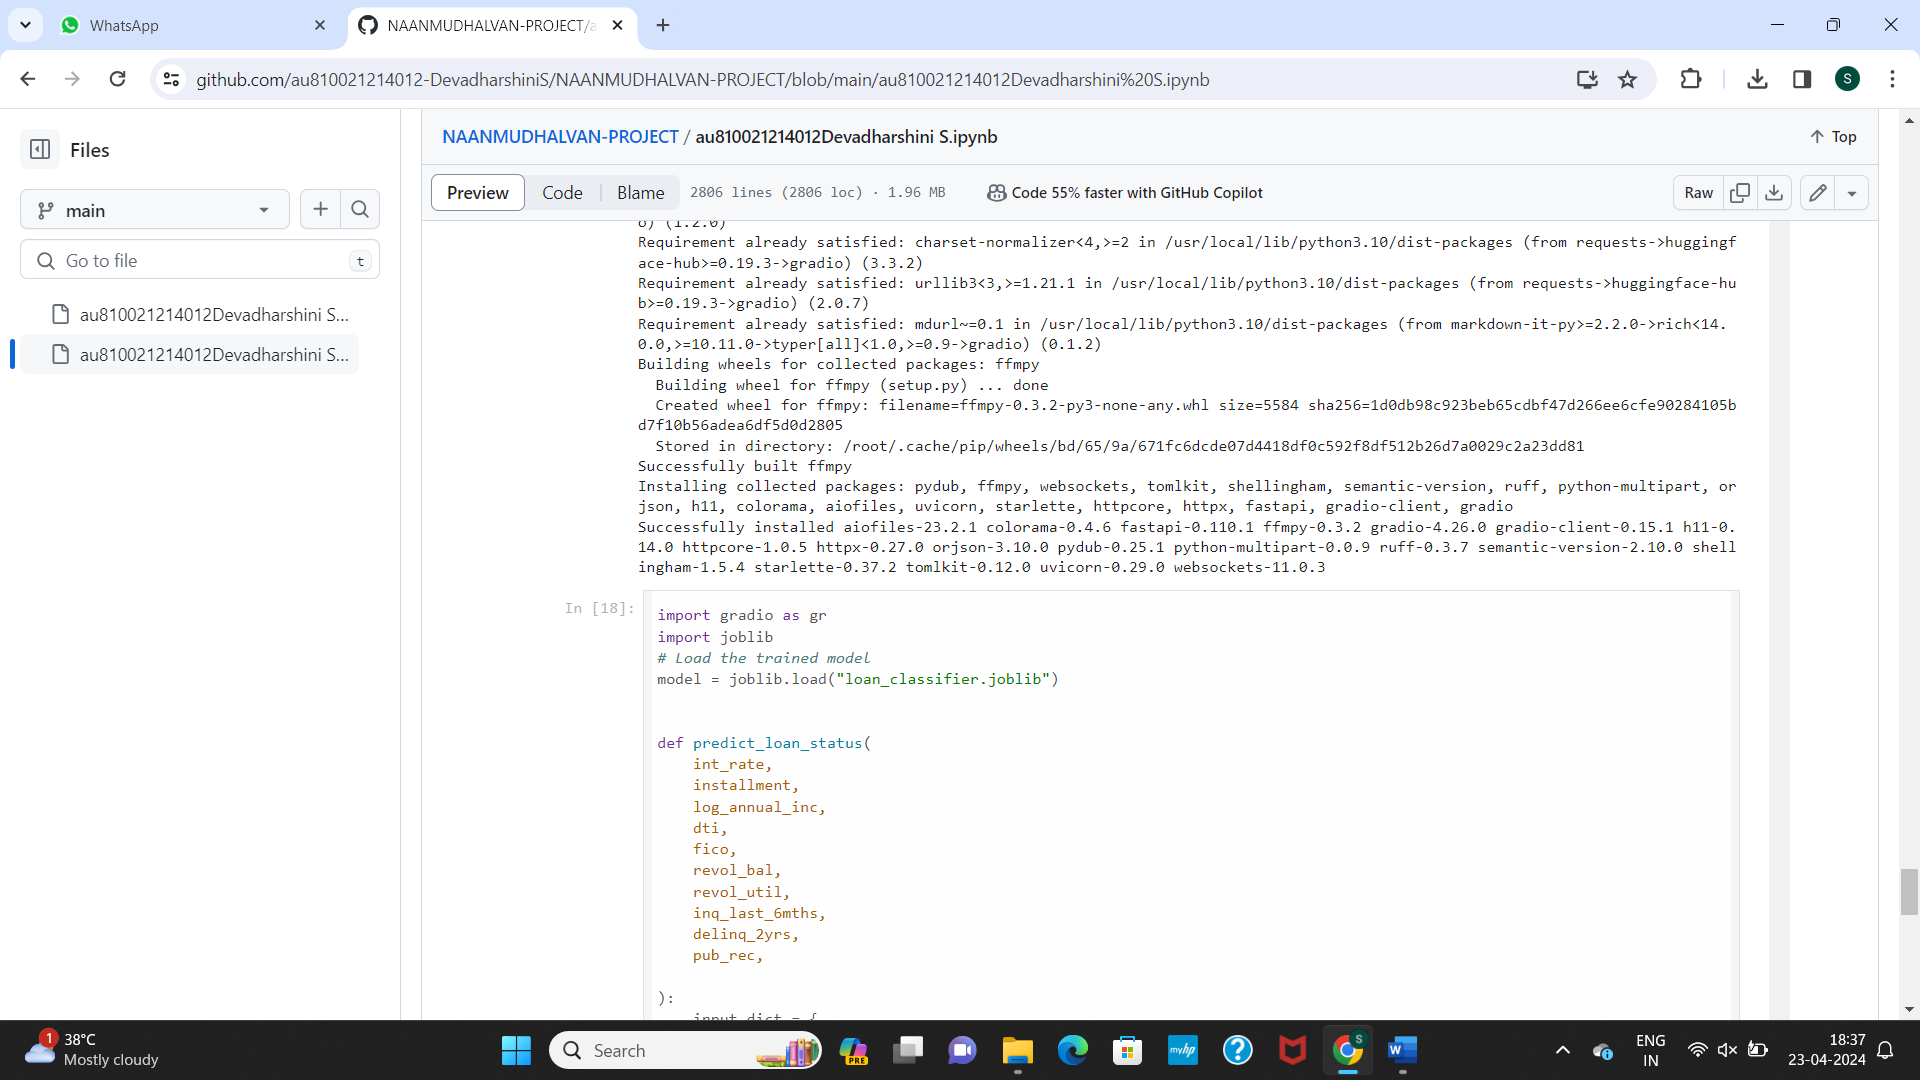 WhatsApp
NAANMUDHALVAN-PROJECT/a
github.com/au810021214012-DevadharshiniS/NAANMUDHALVAN-PROJECT/blob/main/au810021214012Devadharshini%20S.ipynb
S
Files
main
Go to file
t
au810021214012Devadharshini S...
au810021214012Devadharshini S...
NAANMUDHALVAN-PROJECT / au810021214012Devadharshini S.ipynb
Top
Preview
Code
Blame
2806 lines (2806 loc) · 1.96 MB
Code 55% faster with GitHub Copilot
Raw
o) (1.2.0)
Requirement already satisfied: charset-normalizer<4,>=2 in /usr/local/lib/python3.10/dist-packages (from requests->huggingf
ace-hub>=0.19.3->gradio) (3.3.2)
Requirement already satisfied: urllib3<3,>=1.21.1 in /usr/local/lib/python3.10/dist-packages (from requests->huggingface-hu
b>=0.19.3->gradio) (2.0.7)
Requirement already satisfied: mdurl~=0.1 in /usr/local/lib/python3.10/dist-packages (from markdown-it-py>=2.2.0->rich<14.
0.0,>=10.11.0->typer[all]<1.0,>=0.9->gradio) (0.1.2)
Building wheels for collected packages: ffmpy
  Building wheel for ffmpy (setup.py) ... done
  Created wheel for ffmpy: filename=ffmpy-0.3.2-py3-none-any.whl size=5584 sha256=1d0db98c923beb65cdbf47d266ee6cfe90284105b
d7f10b56adea6df5d0d2805
  Stored in directory: /root/.cache/pip/wheels/bd/65/9a/671fc6dcde07d4418df0c592f8df512b26d7a0029c2a23dd81
Successfully built ffmpy
Installing collected packages: pydub, ffmpy, websockets, tomlkit, shellingham, semantic-version, ruff, python-multipart, or
json, h11, colorama, aiofiles, uvicorn, starlette, httpcore, httpx, fastapi, gradio-client, gradio
Successfully installed aiofiles-23.2.1 colorama-0.4.6 fastapi-0.110.1 ffmpy-0.3.2 gradio-4.26.0 gradio-client-0.15.1 h11-0.
14.0 httpcore-1.0.5 httpx-0.27.0 orjson-3.10.0 pydub-0.25.1 python-multipart-0.0.9 ruff-0.3.7 semantic-version-2.10.0 shell
ingham-1.5.4 starlette-0.37.2 tomlkit-0.12.0 uvicorn-0.29.0 websockets-11.0.3
In [18]:
import gradio as gr
import joblib
# Load the trained model
model = joblib.load("loan_classifier.joblib")
def predict_loan_status(
    int_rate,
    installment,
    log_annual_inc,
    dti,
    fico,
    revol_bal,
    revol_util,
    inq_last_6mths,
    delinq_2yrs,
    pub_rec,
):
    input_dict = {
1
38°C
Mostly cloudy
Search
PRE
myhp
S
W
ENG
IN
18:37
23-04-2024